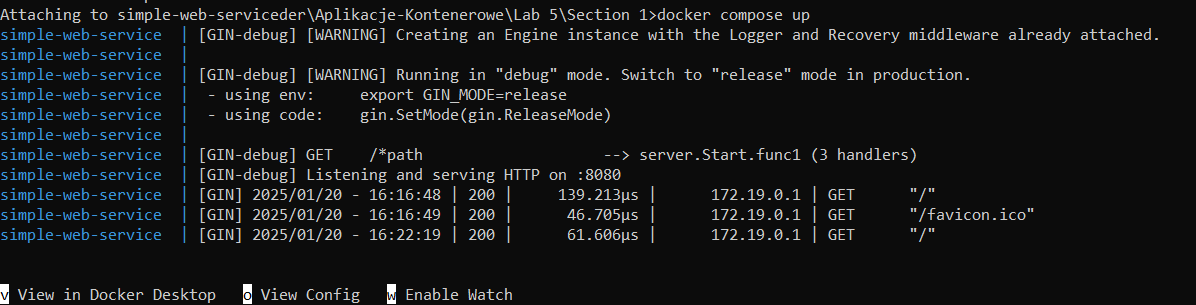 Attaching to simple-web-serviceder\Aplikacje-Kontenerowe\Lab 5\Section 1>docker compose up
simple-web-service  | [GIN-debug] [WARNING] Creating an Engine instance with the Logger and Recovery middleware already attached.
simple-web-service  |
simple-web-service  | [GIN-debug] [WARNING] Running in "debug" mode. Switch to "release" mode in production.
simple-web-service  |  - using env:     export GIN_MODE=release
simple-web-service  |  - using code:    gin.SetMode(gin.ReleaseMode)
simple-web-service  |
simple-web-service  | [GIN-debug] GET    /*path                    --> server.Start.func1 (3 handlers)
simple-web-service  | [GIN-debug] Listening and serving HTTP on :8080
simple-web-service  | [GIN] 2025/01/20 - 16:16:48 | 200 |     139.213µs |      172.19.0.1 | GET      "/"
simple-web-service  | [GIN] 2025/01/20 - 16:16:49 | 200 |      46.705µs |      172.19.0.1 | GET      "/favicon.ico"
simple-web-service  | [GIN] 2025/01/20 - 16:22:19 | 200 |      61.606µs |      172.19.0.1 | GET      "/"
v View in Docker Desktop   o View Config   w Enable Watch